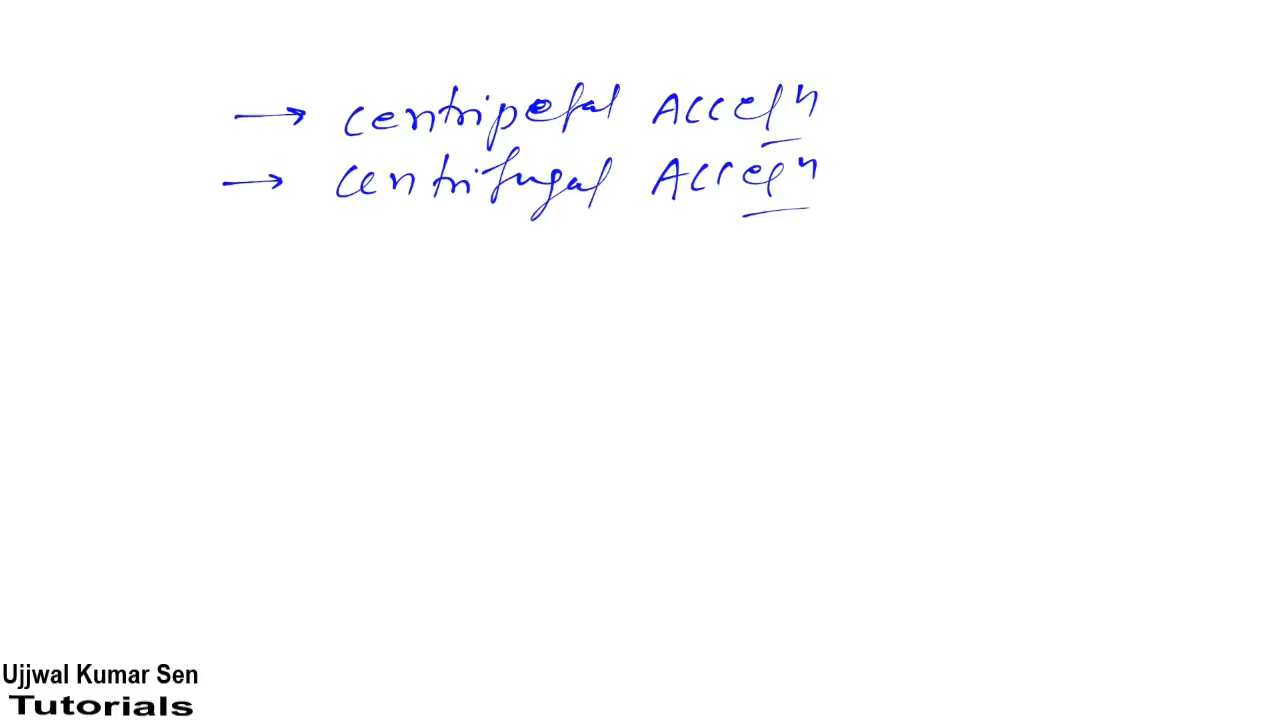 → Centripetal Accelⁿ
→ Centrifugal Accelⁿ
Ujjwal Kumar Sen
Tutorials